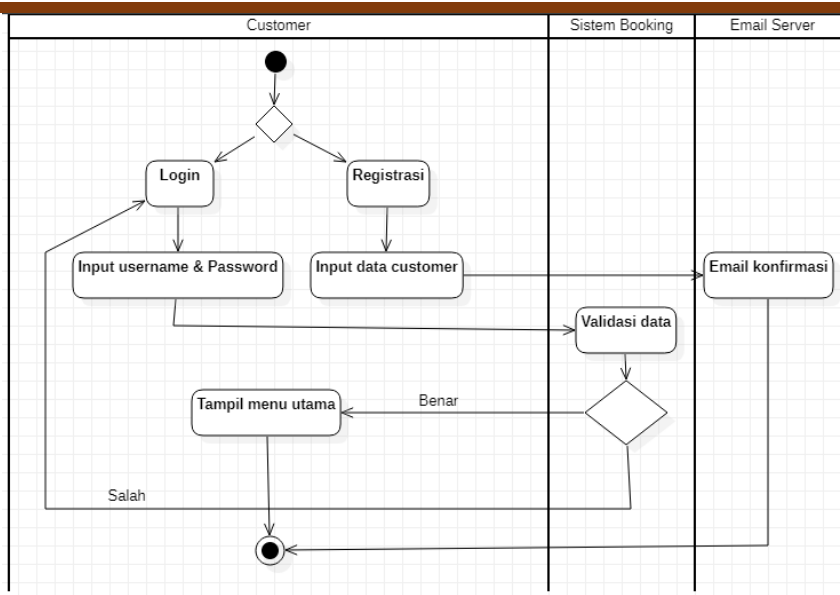 Customer
Sistem Booking
Email Server
Login
Registrasi
Input username & Password
Input data customer
Email konfirmasi
Validasi data
Tampil menu utama
Benar
Salah